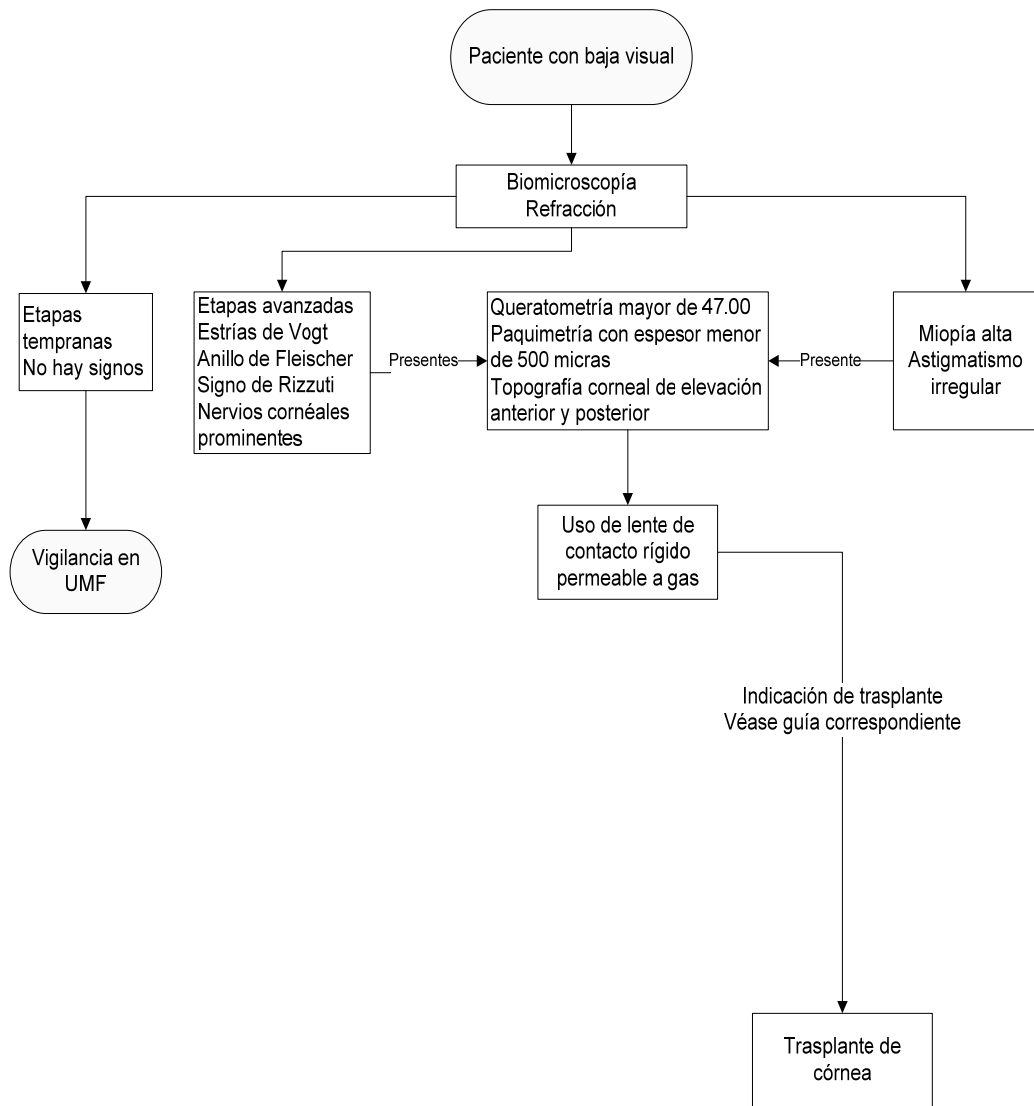 Paciente con baja visual
Biomicroscopía
Refracción
Etapas
tempranas
No hay signos
Etapas avanzadas
Estrías de Vogt
Anillo de Fleischer
Signo de Rizzuti
Nervios cornéales
prominentes
Presentes
Queratometría mayor de 47.00
Paquimetría con espesor menor
de 500 micras
Topografía corneal de elevación
anterior y posterior
Presente
Miopía alta
Astigmatismo
irregular
Vigilancia en
UMF
Uso de lente de
contacto rígido
permeable a gas
Indicación de trasplante
Véase guía correspondiente
Trasplante de
córnea